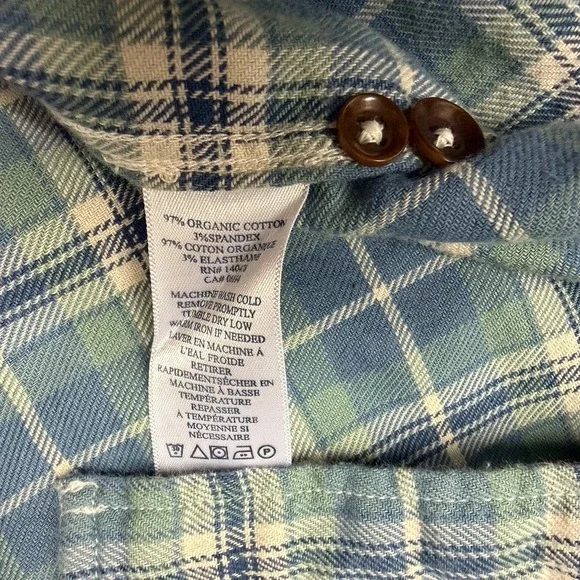 97% ORGANIC COTTON
3%SPANDEX
97% COTON ORGANIQUE
3% ELASTHANE
RN#
CA#
MACHINE WASH COLD
REMOVE PROMPTLY
TUMBLE DRY LOW
WARM IRON IF NEEDED
LAVER EN MACHINE À
L'EAU FROIDE
RETIRER
RAPIDEMENTSÉCHER EN
MACHINE À BASSE
TEMPÉRATURE
REPASSER
À TEMPÉRATURE
MOYENNE SI
NÉCESSAIRE
30 P